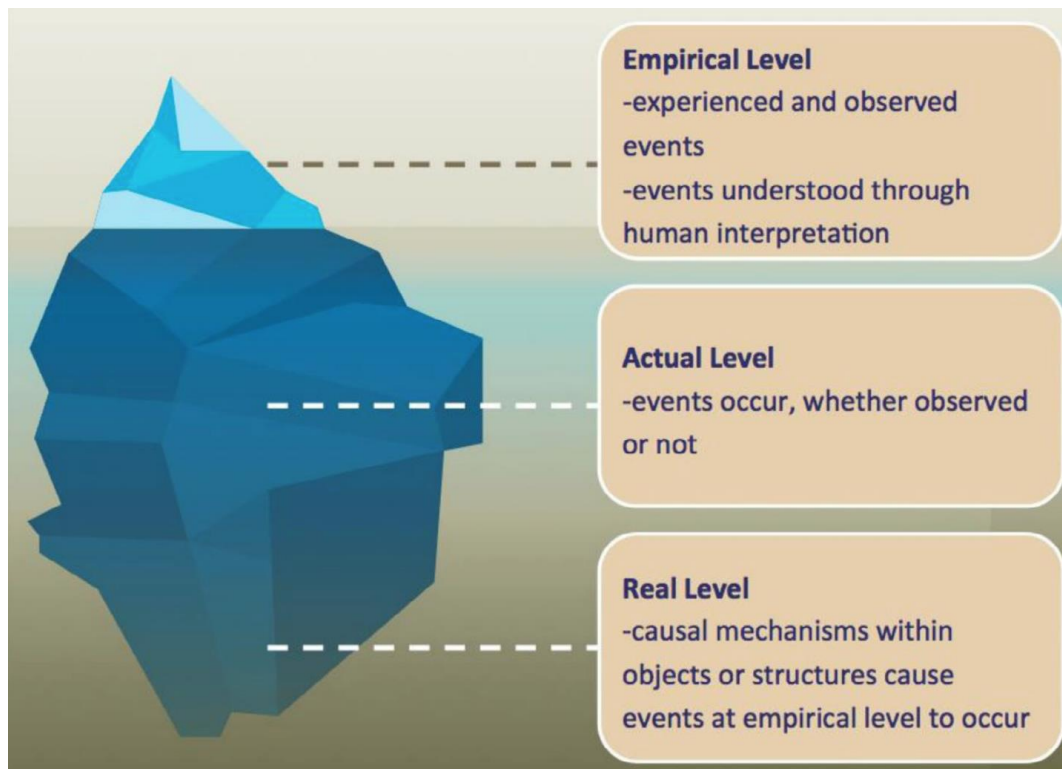 Empirical Level
-experienced and observed
events
-events understood through
human interpretation
Actual Level
-events occur, whether observed
or not
Real Level
-causal mechanisms within
objects or structures cause
events at empirical level to occur